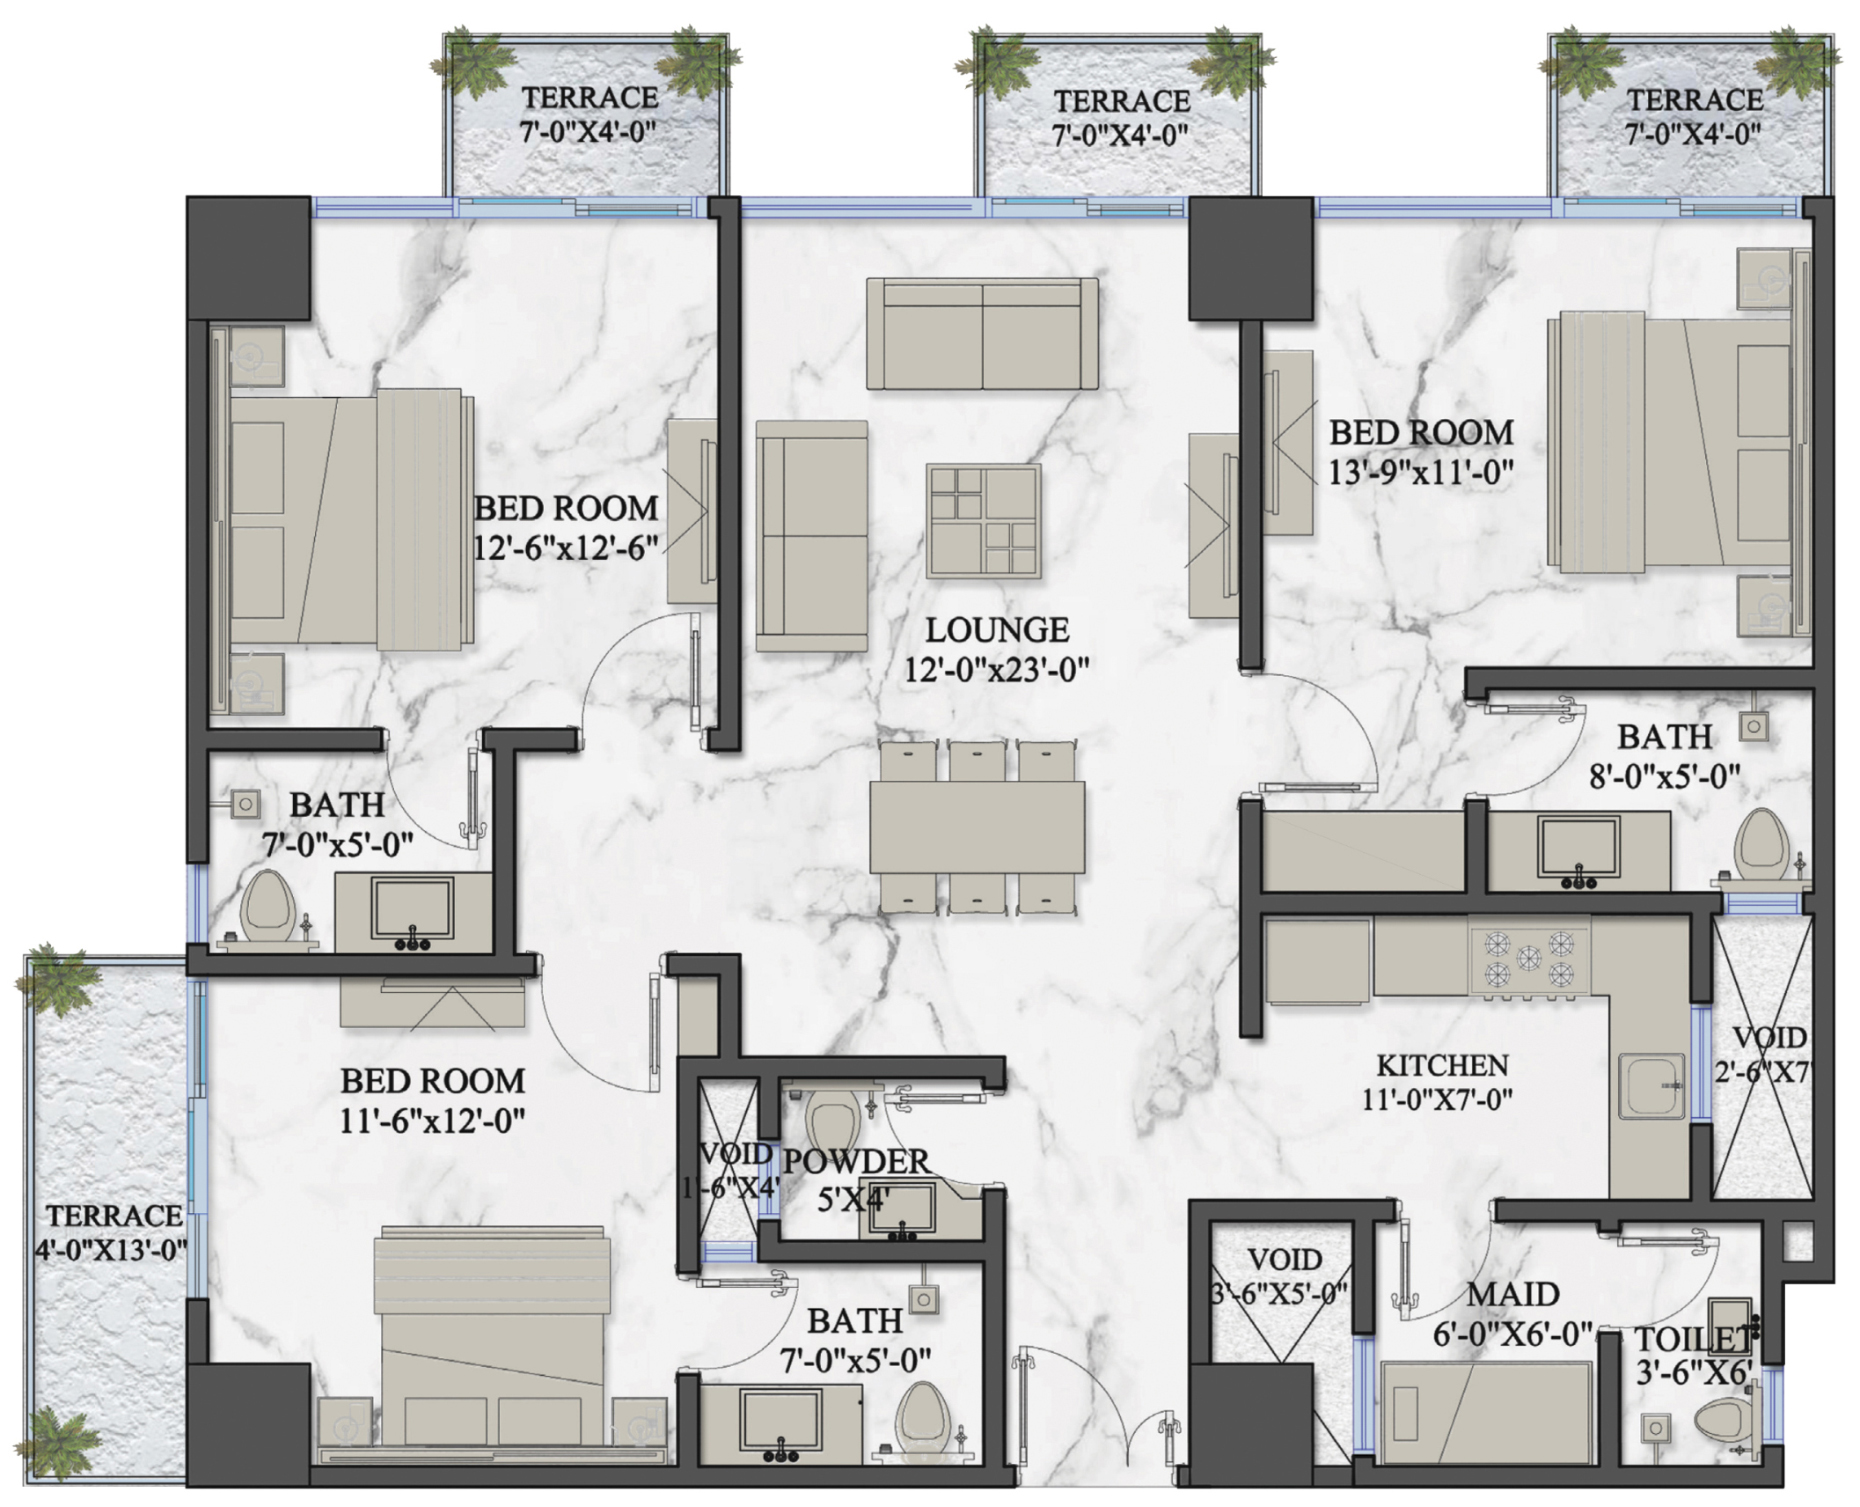 TERRACE
7'-0"X4'-0"
TERRACE
7'-0"X4'-0"
TERRACE
7'-0"X4'-0"
BED ROOM
12'-6"x12'-6"
BED ROOM
13'-9"x11'-0"
LOUNGE
12'-0"x23'-0"
BATH
7'-0"x5'-0"
BATH
8'-0"x5'-0"
BED ROOM
11'-6"x12'-0"
KITCHEN
11'-0"X7'-0"
VOID
2'-6"X7'
VOID
1'-6"X4'
POWDER
5'X4'
TERRACE
4'-0"X13'-0"
VOID
3'-6"X5'-0"
MAID
6'-0"X6'-0"
BATH
7'-0"x5'-0"
TOILET
3'-6"X6'